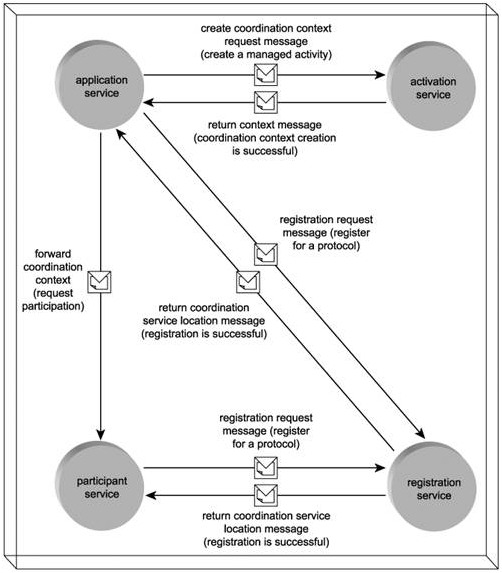 create coordination context
request message
(create a managed activity)
application
service
activation
service
return context message
(coordination context creation
is successful)
registration request
message (register
for a protocol)
forward
coordination
context
(request
participation)
return coordination
service location message
(registration is successful)
registration request
message (register
for a protocol)
participant
service
registration
service
return coordination service
location message
(registration is successful)